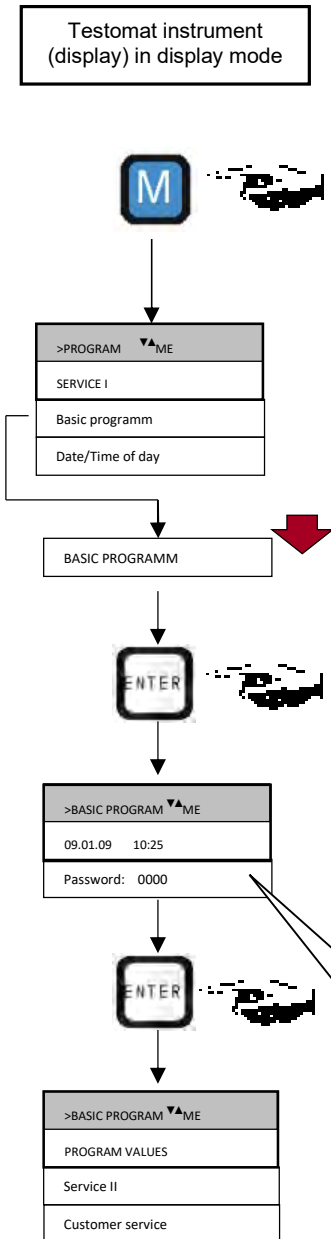 Testomat instrument
(display) in display mode
M
>PROGRAM ▼▲ME
SERVICE I
Basic programm
Date/Time of day
BASIC PROGRAMM
ENTER
>BASIC PROGRAM ▼▲ME
09.01.09 10:25
Password: 0000
ENTER
>BASIC PROGRAM ▼▲ME
PROGRAM VALUES
Service II
Customer service